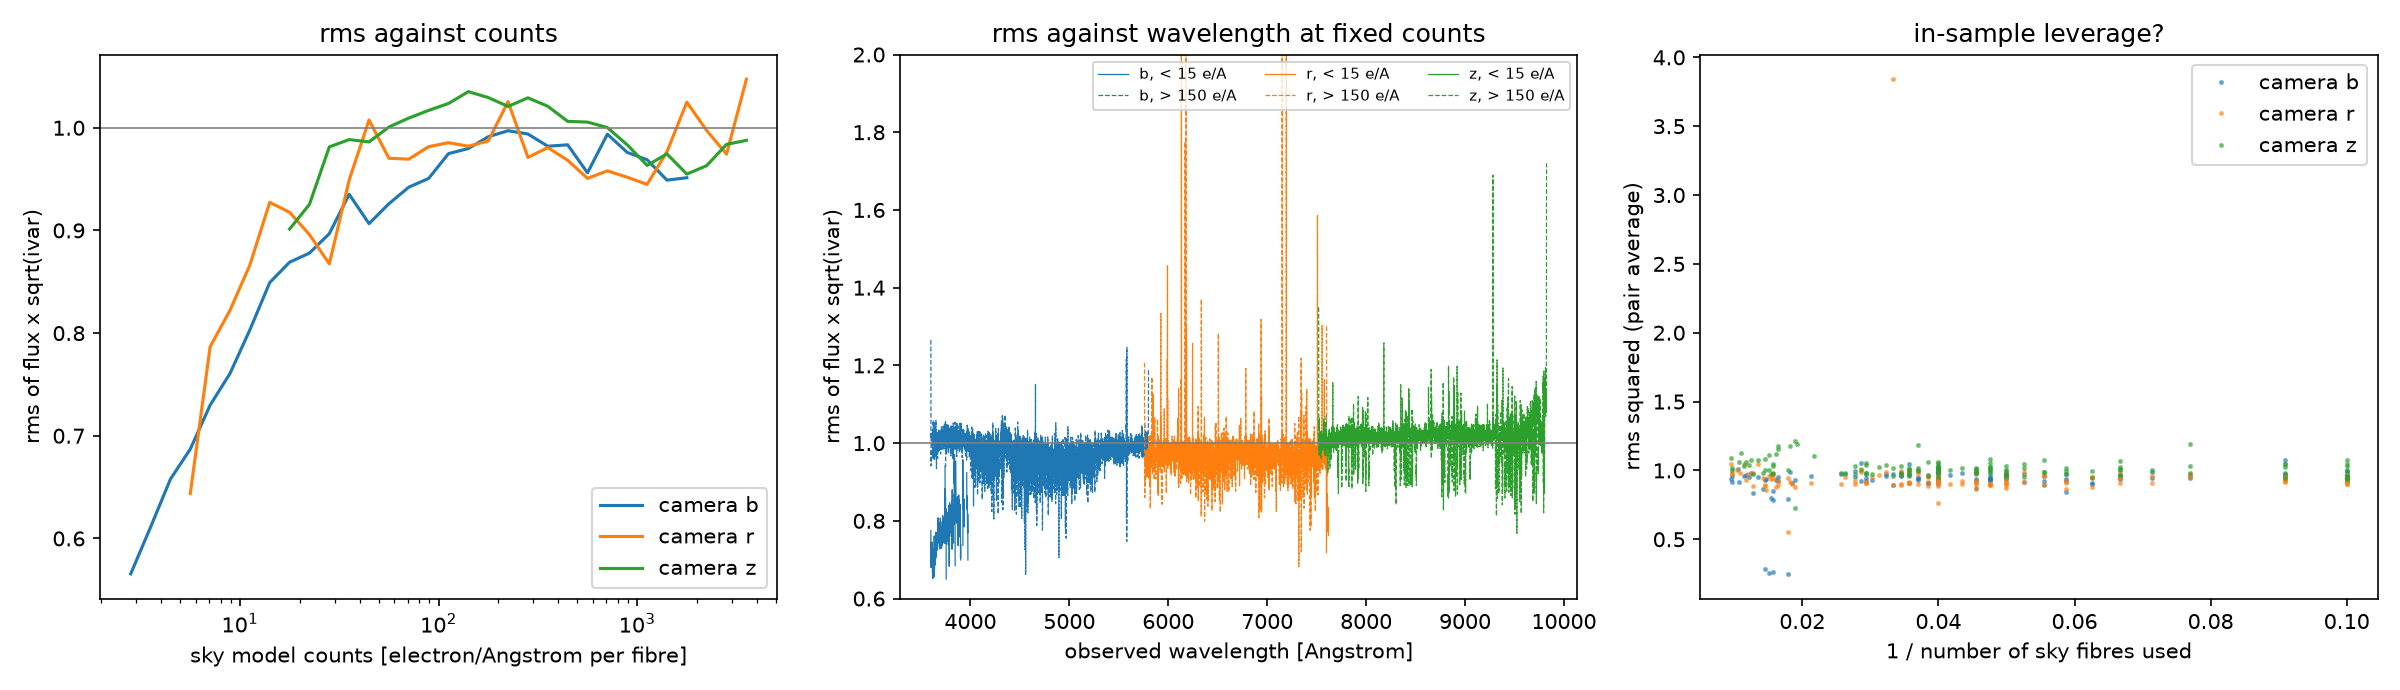 rms against counts
rms of flux x sqrt(ivar)
1.0
0.9
0.8
0.7
0.6
camera b
camera r
camera z
10^1
10^2
10^3
sky model counts [electron/Angstrom per fibre]
rms against wavelength at fixed counts
rms of flux x sqrt(ivar)
2.0
1.8
1.6
1.4
1.2
1.0
0.8
0.6
b, < 15 e/A
b, > 150 e/A
r, < 15 e/A
r, > 150 e/A
z, < 15 e/A
z, > 150 e/A
4000
5000
6000
7000
8000
9000
10000
observed wavelength [Angstrom]
in-sample leverage?
rms squared (pair average)
4.0
3.5
3.0
2.5
2.0
1.5
1.0
0.5
camera b
camera r
camera z
0.02
0.04
0.06
0.08
0.10
1 / number of sky fibres used